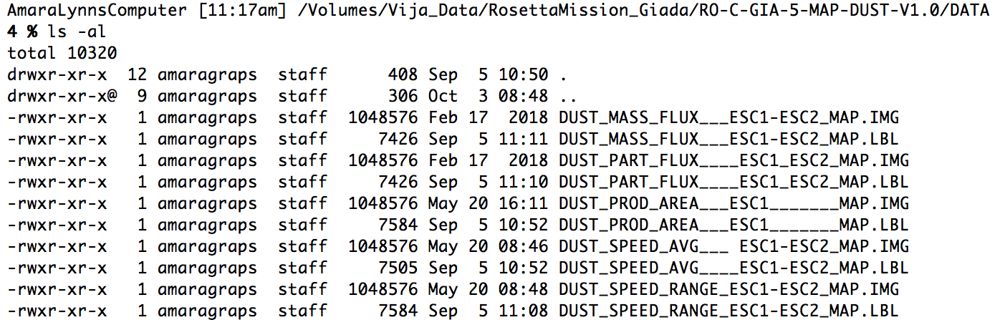 AmaraLynnsComputer [11:17am] /Volumes/Vija_Data/RosettaMission_Giada/RO-C-GIA-5-MAP-DUST-V1.0/DATA
4 % ls -al
total 10320
drwxr-xr-x  12 amaragraps  staff      408 Sep  5 10:50 .
drwxr-xr-x@  9 amaragraps  staff      306 Oct  3 08:48 ..
-rwxr-xr-x   1 amaragraps  staff  1048576 Feb 17  2018 DUST_MASS_FLUX___ESC1-ESC2_MAP.IMG
-rwxr-xr-x   1 amaragraps  staff     7426 Sep  5 11:11 DUST_MASS_FLUX___ESC1-ESC2_MAP.LBL
-rwxr-xr-x   1 amaragraps  staff  1048576 Feb 17  2018 DUST_PART_FLUX____ESC1_ESC2_MAP.IMG
-rwxr-xr-x   1 amaragraps  staff     7426 Sep  5 11:10 DUST_PART_FLUX____ESC1_ESC2_MAP.LBL
-rwxr-xr-x   1 amaragraps  staff  1048576 May 20 16:11 DUST_PROD_AREA___ESC1_______MAP.IMG
-rwxr-xr-x   1 amaragraps  staff     7584 Sep  5 10:52 DUST_PROD_AREA___ESC1_______MAP.LBL
-rwxr-xr-x   1 amaragraps  staff  1048576 May 20 08:46 DUST_SPEED_AVG___ ESC1-ESC2_MAP.IMG
-rwxr-xr-x   1 amaragraps  staff     7505 Sep  5 10:52 DUST_SPEED_AVG____ESC1-ESC2_MAP.LBL
-rwxr-xr-x   1 amaragraps  staff  1048576 May 20 08:48 DUST_SPEED_RANGE_ESC1-ESC2_MAP.IMG
-rwxr-xr-x   1 amaragraps  staff     7584 Sep  5 11:08 DUST_SPEED_RANGE_ESC1-ESC2_MAP.LBL